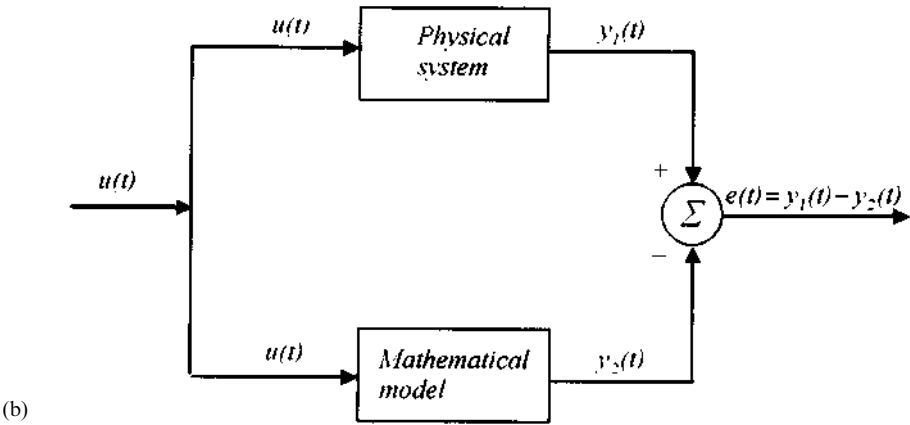 u(t)
Physical
system
y₁(t)
u(t)
+
Σ
e(t) = y₁(t) − y₂(t)
−
u(t)
Mathematical
model
y₂(t)
(b)